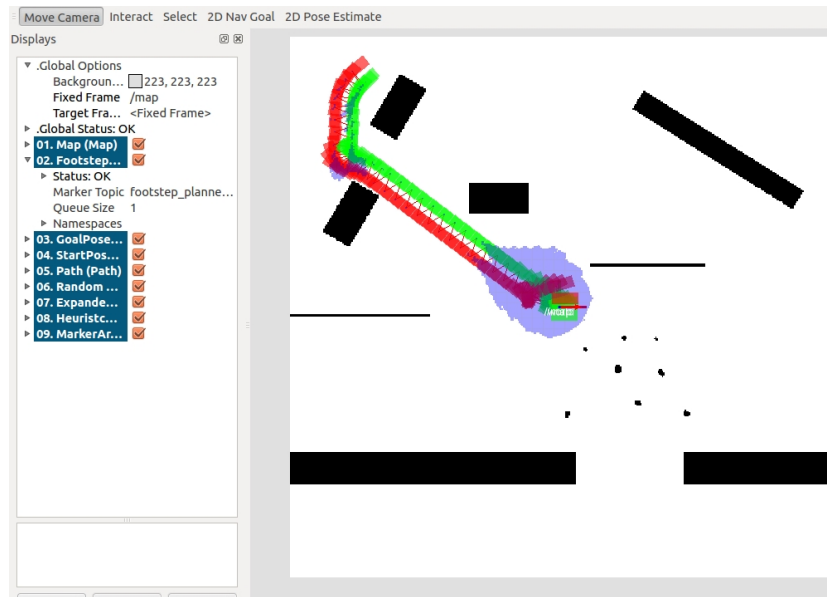 Move Camera Interact Select 2D Nav Goal 2D Pose Estimate
Displays
.Global Options
Backgroun... 223, 223, 223
Fixed Frame /map
Target Fra... <Fixed Frame>
.Global Status: OK
01. Map (Map)
02. Footstep...
Status: OK
Marker Topic footstep_planne...
Queue Size 1
Namespaces
03. GoalPose...
04. StartPos...
05. Path (Path)
06. Random ...
07. Expande...
08. Heuristc...
09. MarkerAr...